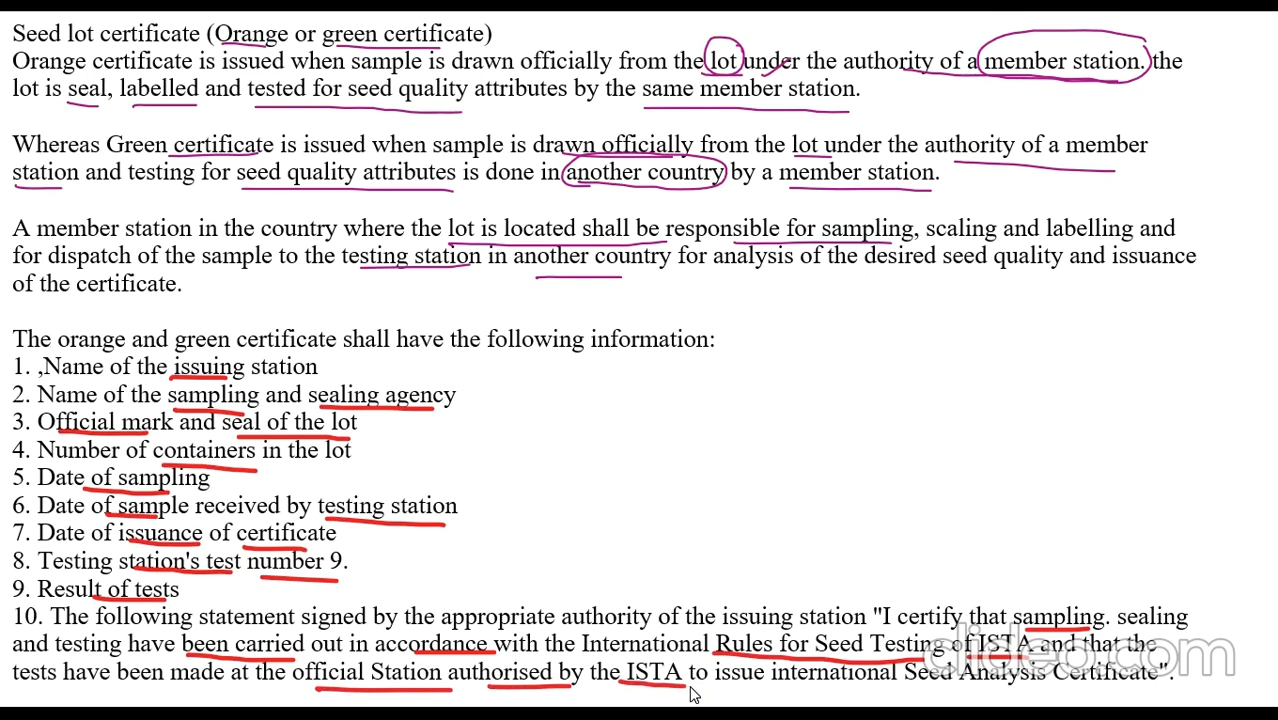 Seed lot certificate (Orange or green certificate)
Orange certificate is issued when sample is drawn officially from the lot under the authority of a member station. the
lot is seal, labelled and tested for seed quality attributes by the same member station.
Whereas Green certificate is issued when sample is drawn officially from the lot under the authority of a member
station and testing for seed quality attributes is done in another country by a member station.
A member station in the country where the lot is located shall be responsible for sampling, scaling and labelling and
for dispatch of the sample to the testing station in another country for analysis of the desired seed quality and issuance
of the certificate.
The orange and green certificate shall have the following information:
1. ,Name of the issuing station
2. Name of the sampling and sealing agency
3. Official mark and seal of the lot
4. Number of containers in the lot
5. Date of sampling
6. Date of sample received by testing station
7. Date of issuance of certificate
8. Testing station's test number 9.
9. Result of tests
10. The following statement signed by the appropriate authority of the issuing station "I certify that sampling. sealing
and testing have been carried out in accordance with the International Rules for Seed Testing of ISTA and that the
tests have been made at the official Station authorised by the ISTA to issue international Seed Analysis Certificate".
clideo.com